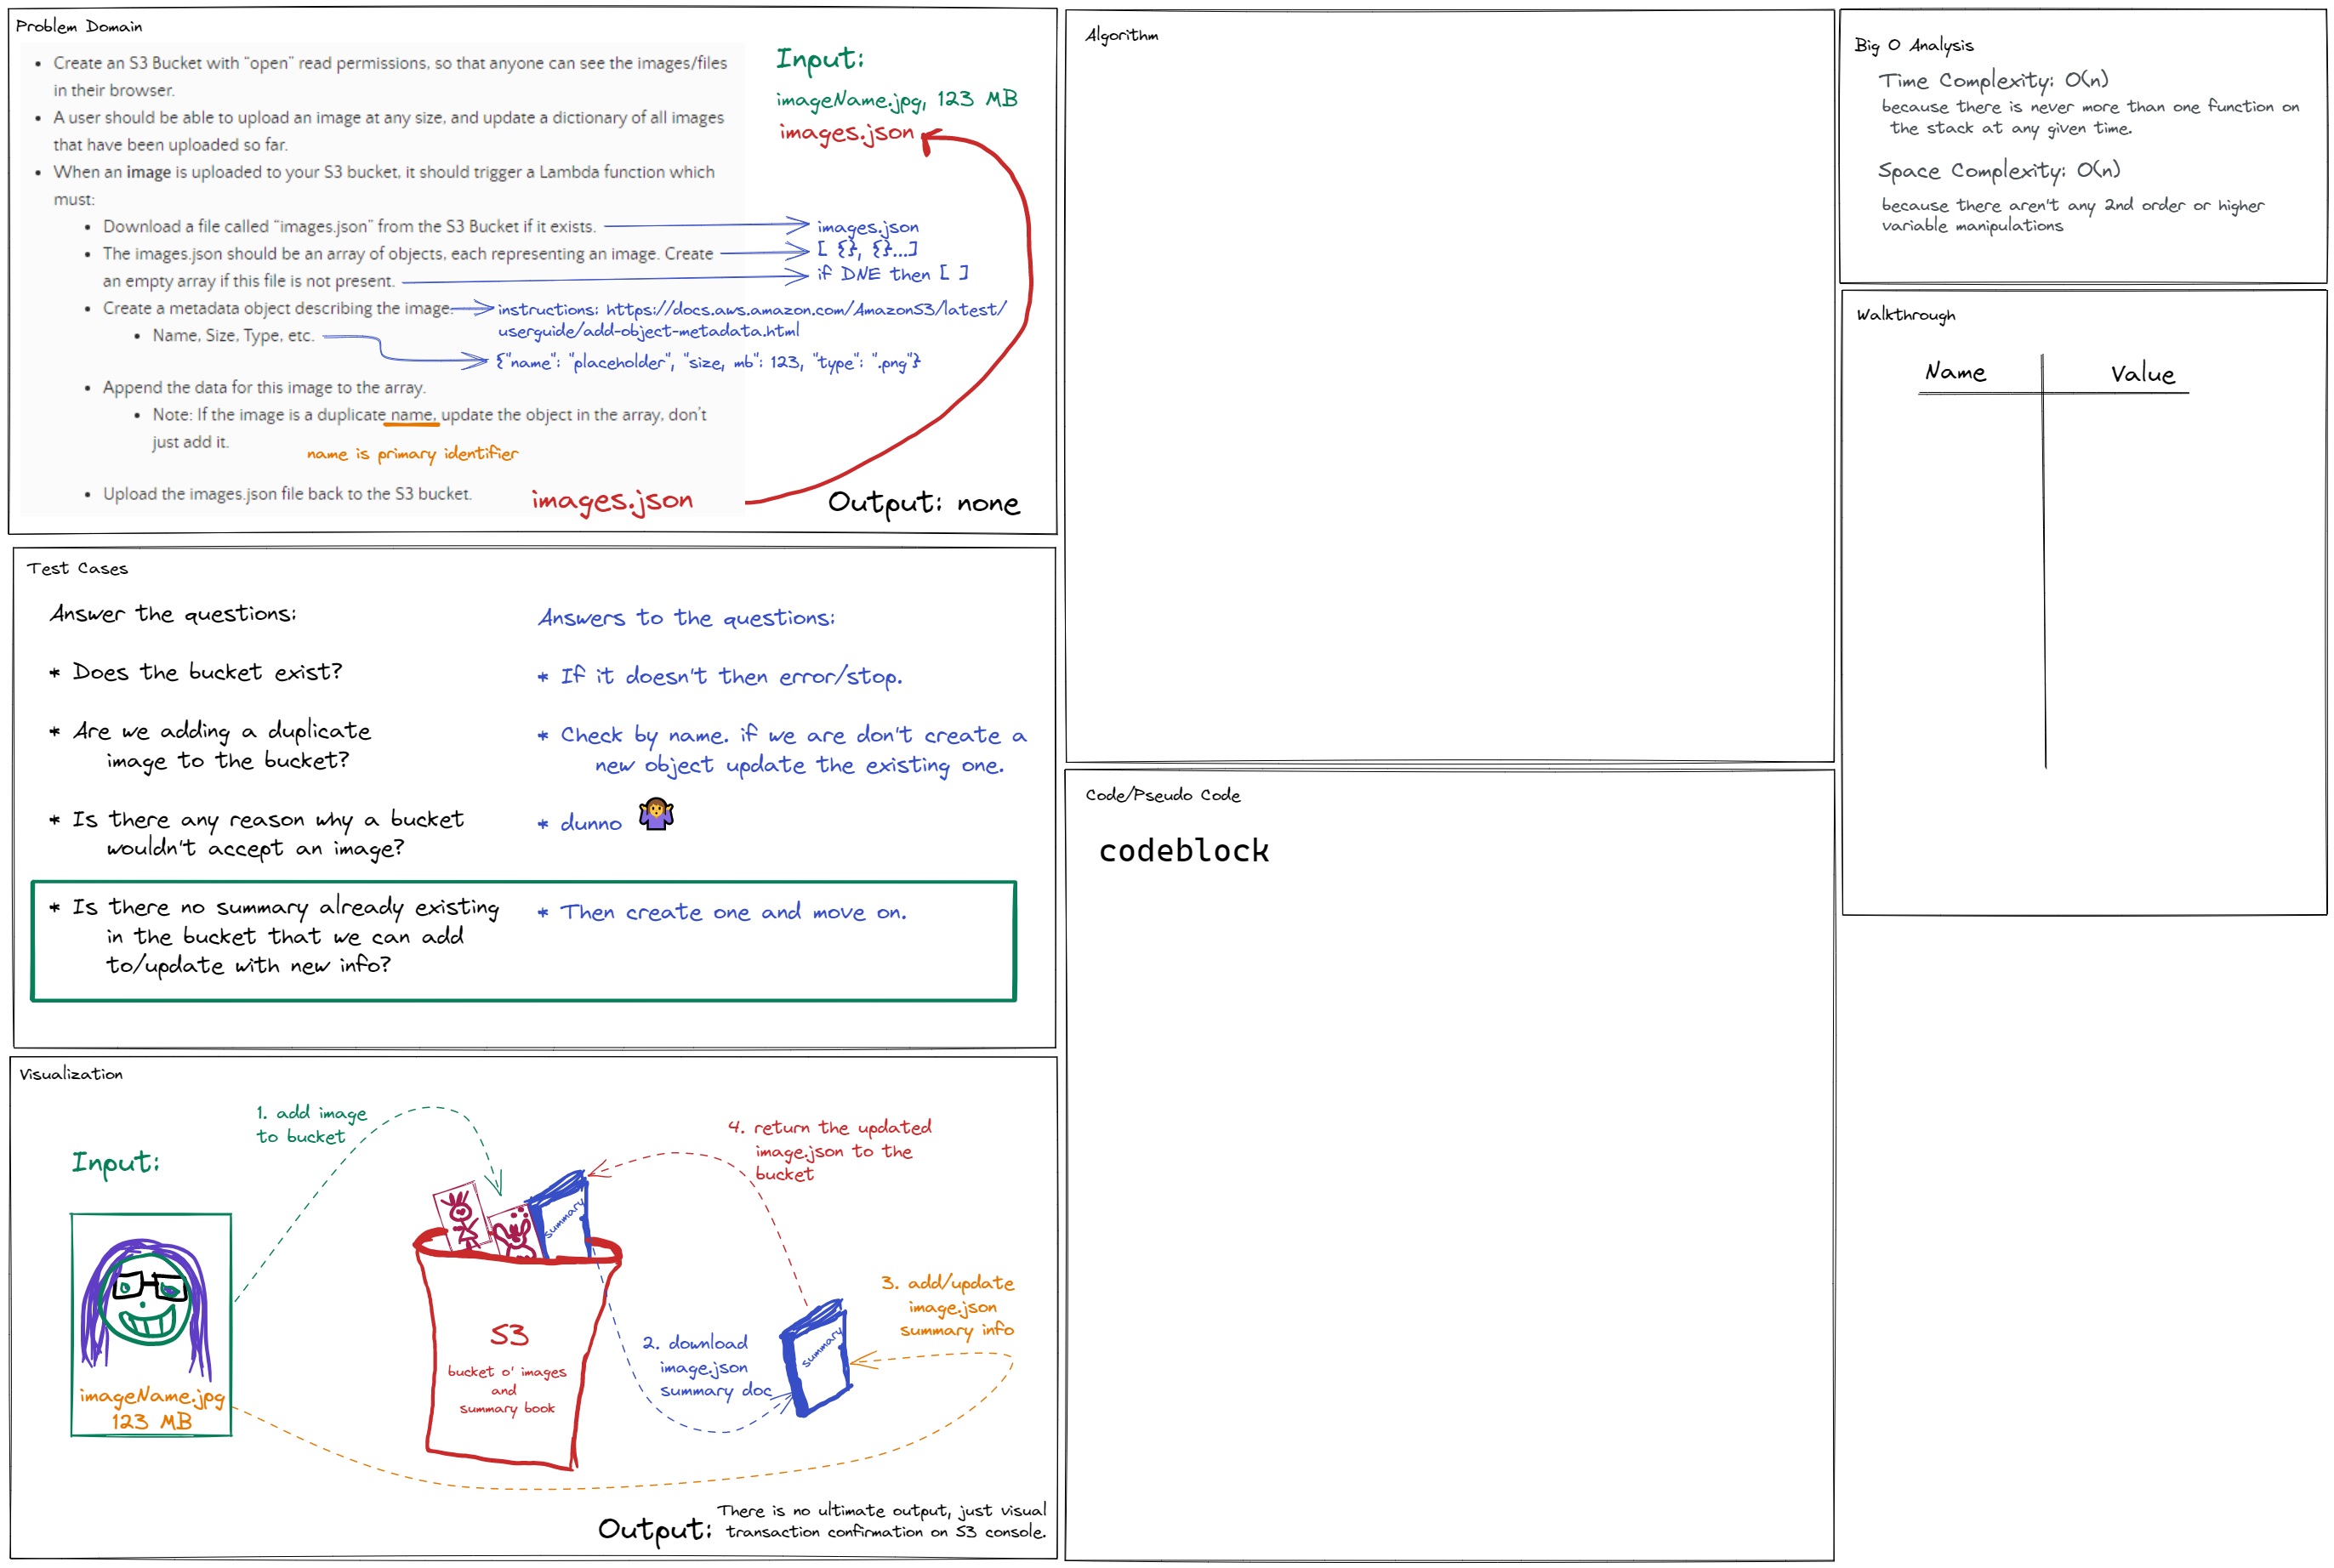 Problem Domain
• Create an S3 Bucket with "open" read permissions, so that anyone can see the images/files
in their browser.
• A user should be able to upload an image at any size, and update a dictionary of all images
that have been uploaded so far.
• When an image is uploaded to your S3 bucket, it should trigger a Lambda function which
must:
• Download a file called "images.json" from the S3 Bucket if it exists.
• The images.json should be an array of objects, each representing an image. Create
an empty array if this file is not present.
• Create a metadata object describing the image.
• Name, Size, Type, etc.
• Append the data for this image to the array.
• Note: If the image is a duplicate name, update the object in the array, don't
just add it.
• Upload the images.json file back to the S3 bucket.
Input:
imageName.jpg, 123 MB
images.json
images.json
[ {}, {}...]
if DNE then [ ]
instructions: https://docs.aws.amazon.com/AmazonS3/latest/
userguide/add-object-metadata.html
{"name": "placeholder", "size, mb": 123, "type": ".png"}
name is primary identifier
images.json
Output: none
Test Cases
Answer the questions:
* Does the bucket exist?
* Are we adding a duplicate
image to the bucket?
* Is there any reason why a bucket
wouldn't accept an image?
* Is there no summary already existing
in the bucket that we can add
to/update with new info?
Answers to the questions:
* If it doesn't then error/stop.
* Check by name. if we are don't create a
new object update the existing one.
* dunno 🤷‍♀️
* Then create one and move on.
Visualization
Input:
1. add image
to bucket
imageName.jpg
123 MB
summary
S3
bucket o' images
and
summary book
2. download
image.json
summary doc
summary
3. add/update
image.json
summary info
4. return the updated
image.json to the
bucket
Output:
There is no ultimate output, just visual
transaction confirmation on S3 console.
Algorithm
Code/Pseudo Code
codeblock
Big O Analysis
Time Complexity: O(n)
because there is never more than one function on
the stack at any given time.
Space Complexity: O(n)
because there aren't any 2nd order or higher
variable manipulations
Walkthrough
Name Value